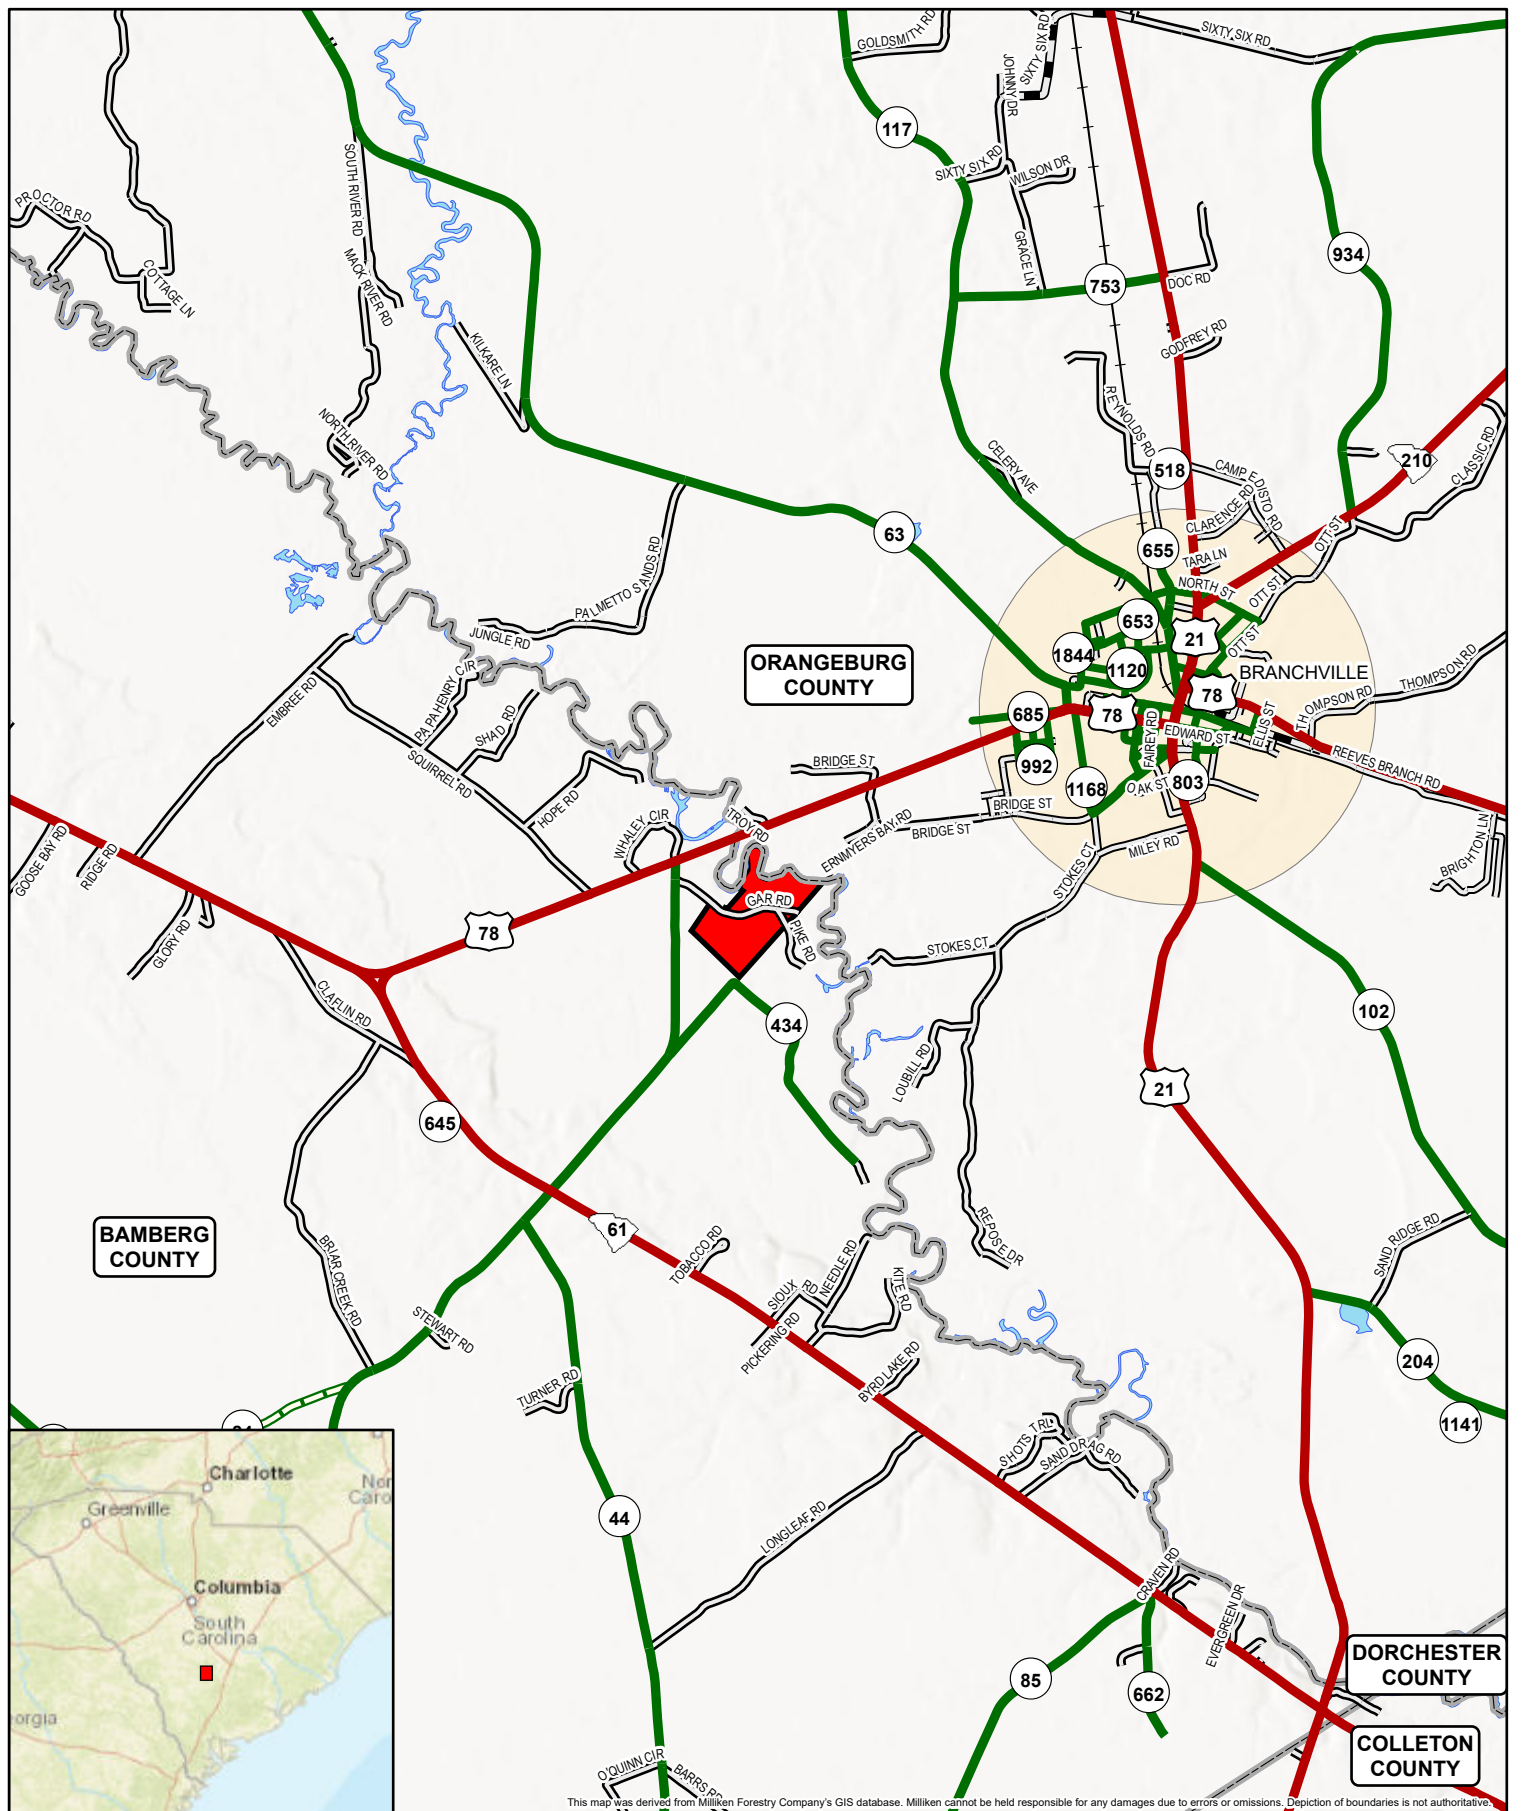 GOLDSMITH RD
SIXTY SIX RD
SIXTY SIX RD
JOHNNY DR
117
SIXTY SIX RD
WILSON DR
SOUTH RIVER RD
PROCTOR RD
GRACE LN
934
MACK RIVER RD
COTTAGE LN
753
DOC RD
GODFREY RD
KILKARE LN
REYNOLDS RD
NORTH RIVER RD
CELERY AVE
518
CAMP EDISTO RD
210
CLASSIC RD
CLARENCE RD
63
OTT ST
655
TARA LN
PALMETTO SANDS RD
NORTH ST
OTT ST
653
JUNGLE RD
21
OTT ST
1844
ORANGEBURG
COUNTY
1120
BRANCHVILLE
PAPAHENRY CIR
THOMPSON RD
EMBREE RD
78
THOMPSON RD
685
78
SHAD RD
FAIREY RD
EDWARD ST
ELLIS ST
SQUIRREL RD
BRIDGE ST
992
REEVES BRANCH RD
1168
OAK ST
803
HOPE RD
BRIDGE ST
WHALEY CIR
TROY RD
ERNMYERS BAY RD
BRIDGE ST
MILEY RD
GOOSE BAY RD
RIDGE RD
STOKES CT
BRIGHTON LN
GAR RD
78
PIKE RD
GLORY RD
STOKES CT
CLAFLIN RD
434
102
LOUBILL RD
21
645
BAMBERG
COUNTY
61
REPOSE DR
BRIAR CREEK RD
TOBACCO RD
NEEDLE RD
SAND RIDGE RD
SIOUX RD
KITE RD
STEWART RD
PICKERING RD
204
TURNER RD
BYRD LAKE RD
1141
SHOTS TRL
SAND DRAG RD
Charlotte
Nor
Caro
Greenville
44
LONGLEAF RD
Columbia
CRAVEN RD
South
Carolina
EVERGREEN DR
DORCHESTER
COUNTY
85
662
orgia
COLLETON
COUNTY
O'QUINN CIR
BARRS RD
This map was derived from Milliken Forestry Company's GIS database. Milliken cannot be held responsible for any damages due to errors or omissions. Depiction of boundaries is not authoritative.